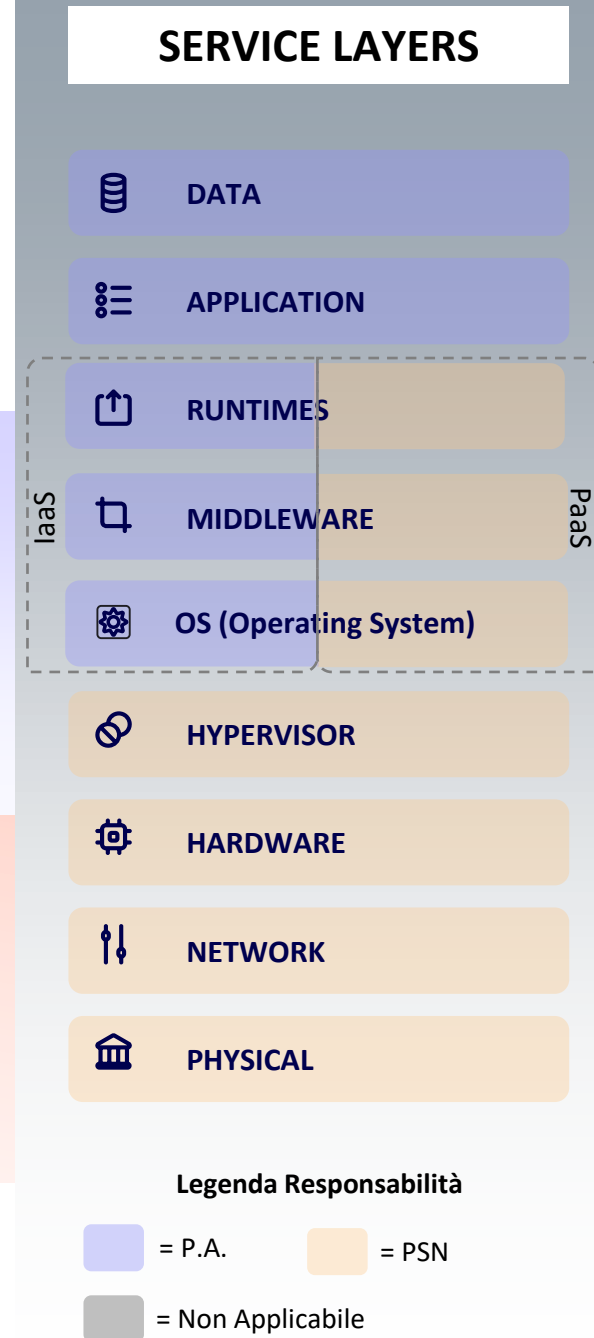 SERVICE LAYERS
DATA
APPLICATION
RUNTIMES
IaaS
MIDDLEWARE
PaaS
OS (Operating System)
HYPERVISOR
HARDWARE
NETWORK
PHYSICAL
Legenda Responsabilità
= P.A.
= PSN
= Non Applicabile